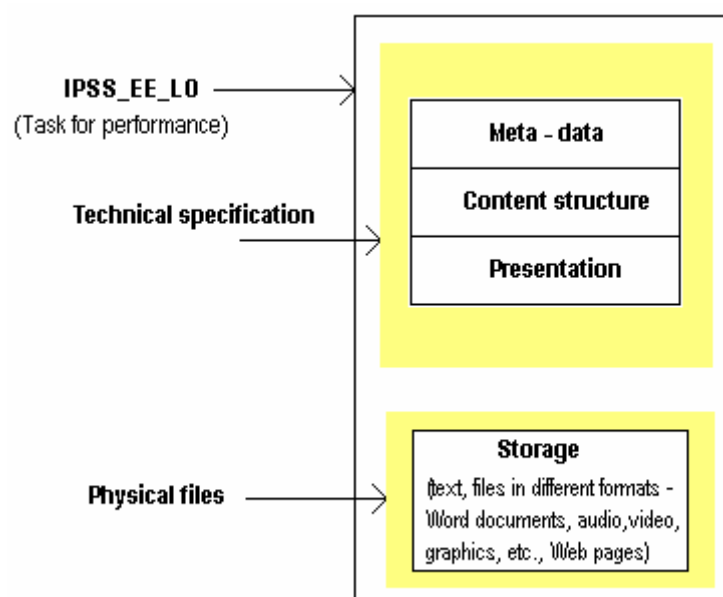 IPSS_EE_LO
(Task for performance)
Technical specification
Physical files
Meta - data
Content structure
Presentation
Storage
(text, files in different formats -
Word documents, audio,video,
graphics, etc., Web pages)